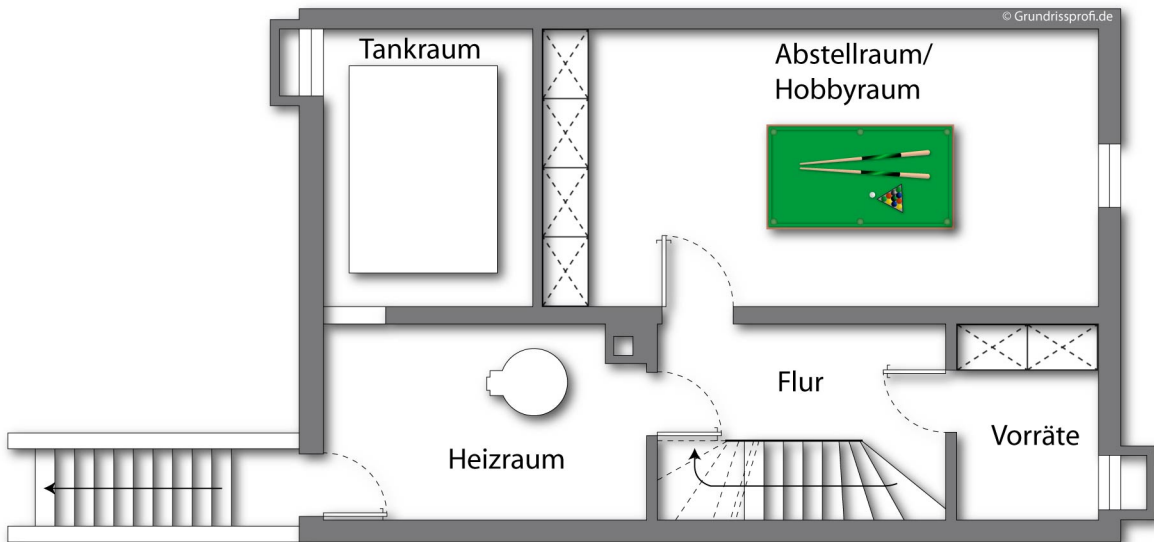 © Grundrissprofi.de
Tankraum
Abstellraum/
Hobbyraum
Flur
Vorräte
Heizraum